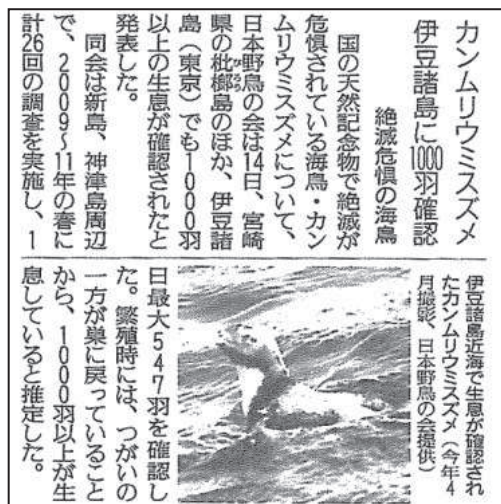 カンムリウミスズメ
伊豆諸島に1000羽確認
絶滅危惧の海鳥
国の天然記念物で絶滅が
危惧されている海鳥・カン
ムリウミスズメについて、
日本野鳥の会は14日、宮崎
県の枇榔島のほか、伊豆諸
びろう
島(東京)でも1000羽
以上の生息が確認されたと
発表した。
同会は新島、神津島周辺
で、2009~11年の春に
計26回の調査を実施し、1
日最大547羽を確認し
た。繁殖時には、つがいの
一方が巣に戻っていること
から、1000羽以上が生
息していると推定した。
伊豆諸島近海で生息が確認され
たカンムリウミスズメ(今年4
月撮影、日本野鳥の会提供)